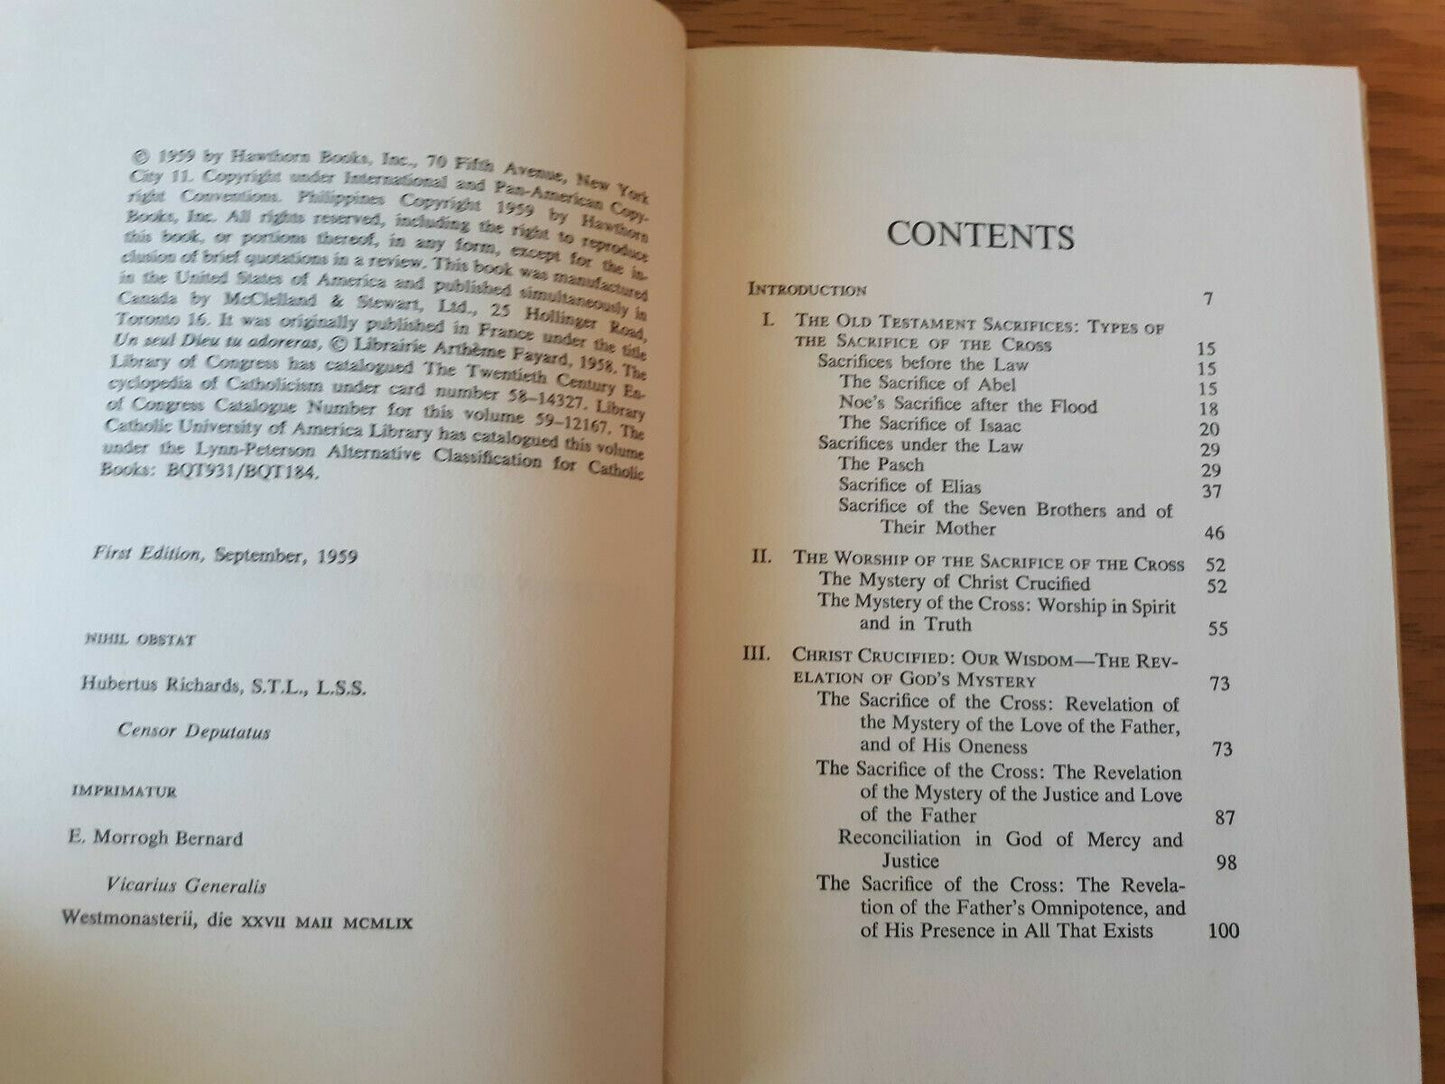 © 1959 by Hawthorn Books, Inc., 70 Fifth Avenue, New York
City 11. Copyright under International and Pan-American Copy-
right Conventions. Philippines Copyright 1959 by Hawthorn
Books, Inc. All rights reserved, including the right to reproduce
this book, or portions thereof, in any form, except for the in-
clusion of brief quotations in a review. This book was manufactured
in the United States of America and published simultaneously in
Canada by McClelland & Stewart, Ltd., 25 Hollinger Road,
Toronto 16. It was originally published in France under the title
Un seul Dieu tu adoreras, © Librairie Arthème Fayard, 1958. The
Library of Congress has catalogued The Twentieth Century En-
cyclopedia of Catholicism under card number 58–14327. Library
of Congress Catalogue Number for this volume 59–12167. The
Catholic University of America Library has catalogued this volume
under the Lynn-Peterson Alternative Classification for Catholic
Books: BQT931/BQT184.
First Edition, September, 1959
NIHIL OBSTAT
Hubertus Richards, S.T.L., L.S.S.
Censor Deputatus
IMPRIMATUR
E. Morrogh Bernard
Vicarius Generalis
Westmonasterii, die XXVII MAII MCMLIX
CONTENTS
INTRODUCTION 7
I. THE OLD TESTAMENT SACRIFICES: TYPES OF
THE SACRIFICE OF THE CROSS 15
Sacrifices before the Law 15
The Sacrifice of Abel 15
Noe's Sacrifice after the Flood 18
The Sacrifice of Isaac 20
Sacrifices under the Law 29
The Pasch 29
Sacrifice of Elias 37
Sacrifice of the Seven Brothers and of
Their Mother 46
II. THE WORSHIP OF THE SACRIFICE OF THE CROSS 52
The Mystery of Christ Crucified 52
The Mystery of the Cross: Worship in Spirit
and in Truth 55
III. CHRIST CRUCIFIED: OUR WISDOM—THE REV-
ELATION OF GOD'S MYSTERY 73
The Sacrifice of the Cross: Revelation of
the Mystery of the Love of the Father,
and of His Oneness 73
The Sacrifice of the Cross: The Revelation
of the Mystery of the Justice and Love
of the Father 87
Reconciliation in God of Mercy and
Justice 98
The Sacrifice of the Cross: The Revela-
tion of the Father's Omnipotence, and
of His Presence in All That Exists 100